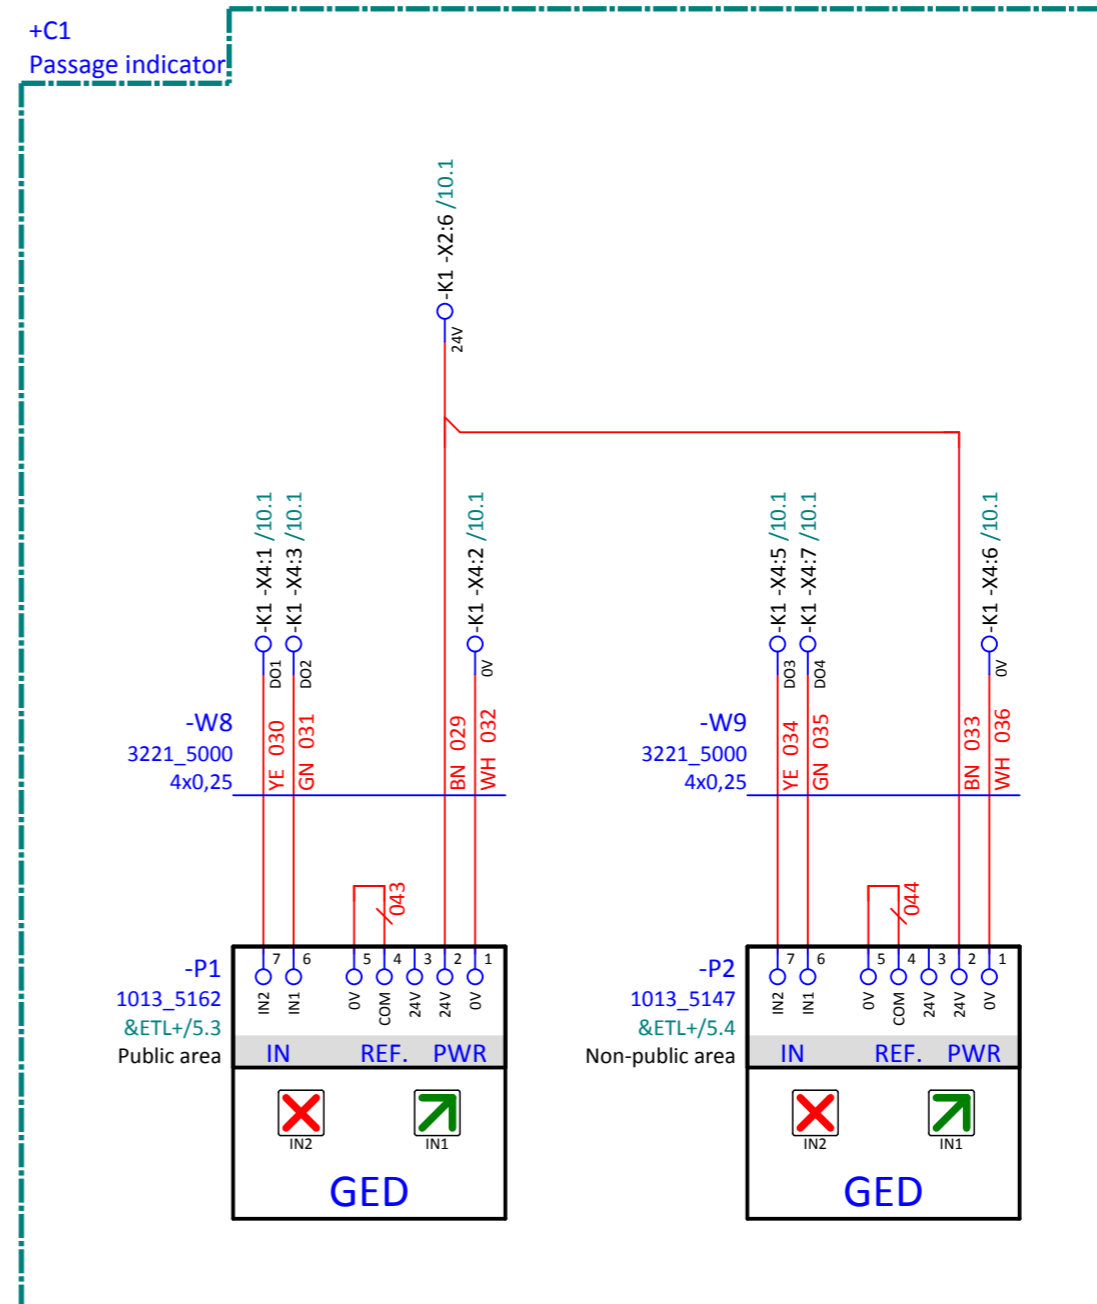 +C1
Passage indicator
-K1 -X2:6 /10.1
24V
-K1 -X4:1 /10.1
-K1 -X4:3 /10.1
-K1 -X4:2 /10.1
-K1 -X4:5 /10.1
-K1 -X4:7 /10.1
-K1 -X4:6 /10.1
DO1
DO2
0V
DO3
DO4
0V
-W8
3221_5000
4x0,25
YE 030
GN 031
BN 029
WH 032
-W9
3221_5000
4x0,25
YE 034
GN 035
BN 033
WH 036
043
044
-P1
1013_5162
&ETL+/5.3
Public area
7 6 5 4 3 2 1
IN2 IN1 0V COM 24V 24V 0V
IN REF. PWR
IN2 IN1
GED
-P2
1013_5147
&ETL+/5.4
Non-public area
7 6 5 4 3 2 1
IN2 IN1 0V COM 24V 24V 0V
IN REF. PWR
IN2 IN1
GED